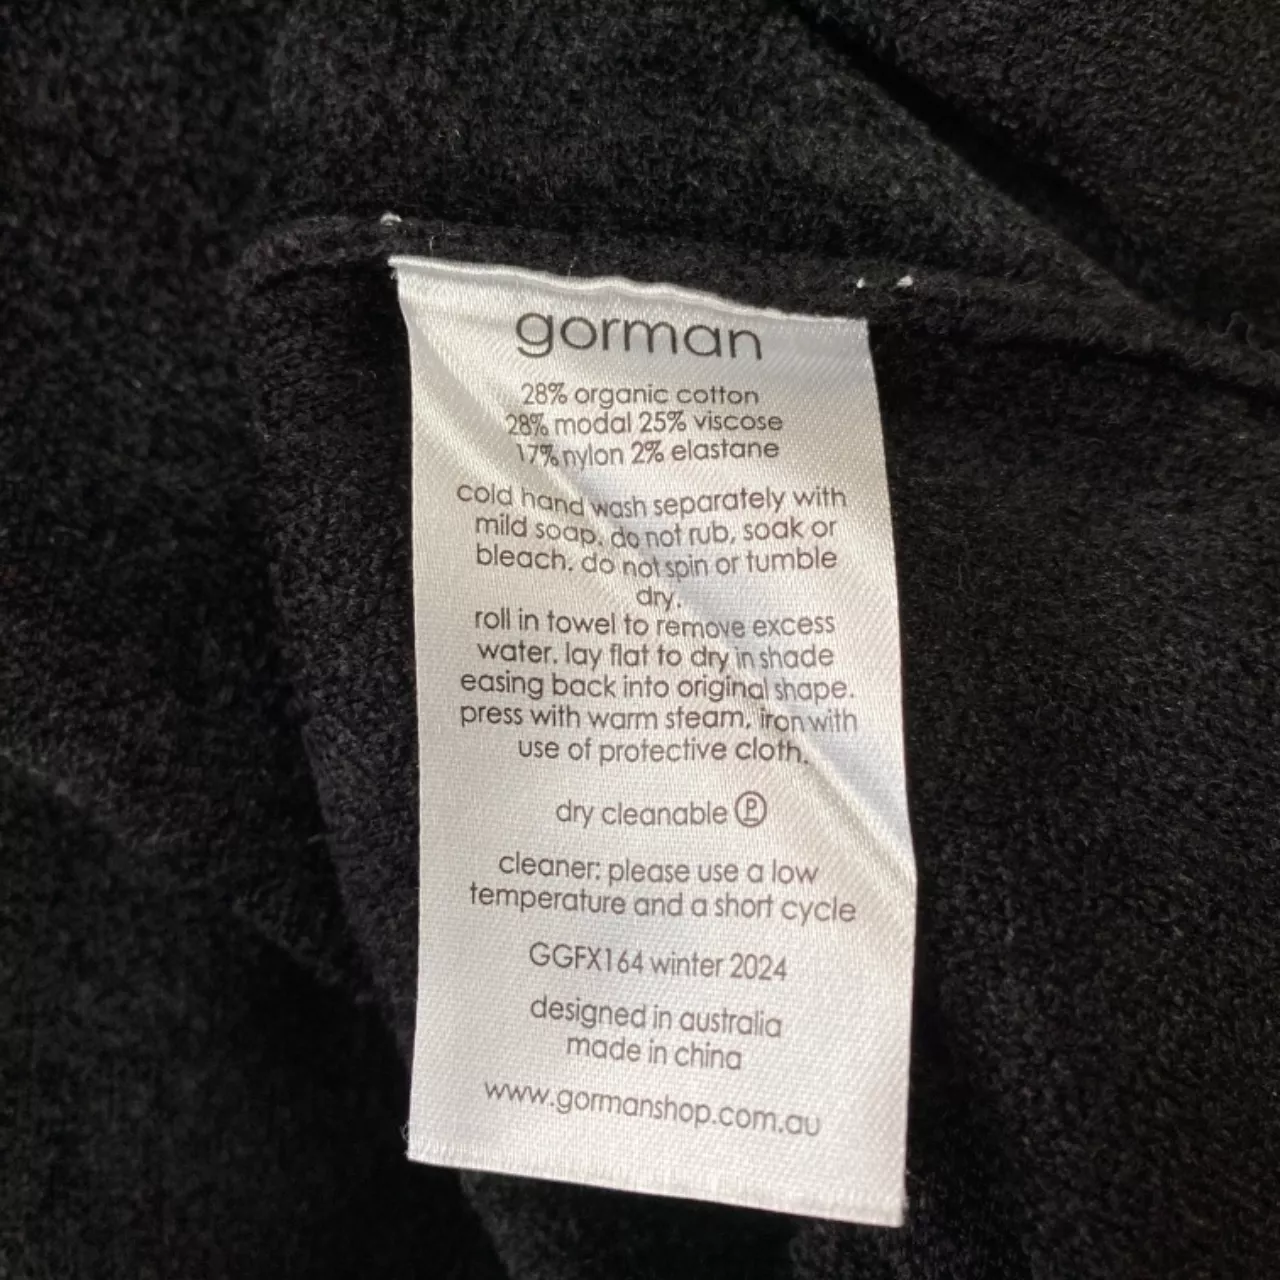 gorman
28% organic cotton
28% modal 25% viscose
17% nylon 2% elastane
cold hand wash separately with
mild soap. do not rub, soak or
bleach. do not spin or tumble
dry.
roll in towel to remove excess
water. lay flat to dry in shade
easing back into original shape.
press with warm steam. iron with
use of protective cloth.
dry cleanable Ⓟ
cleaner: please use a low
temperature and a short cycle
GGFX164 winter 2024
designed in australia
made in china
www.gormanshop.com.au